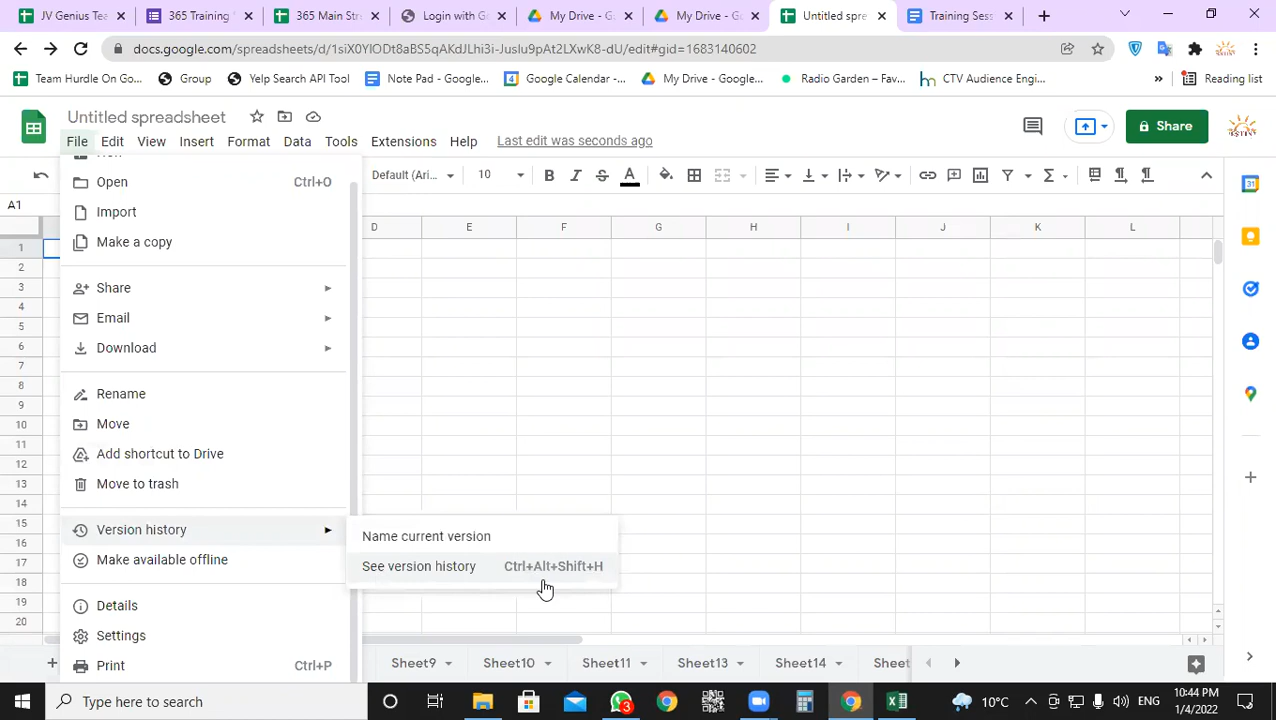 JV Genius
365 Training
365 Main S
Login with
My Drive - G
My Drive
Untitled spre
Training Ses
docs.google.com/spreadsheets/d/1siX0YlODt8aBS5qAKdJLhi3i-JusIu9pAt2LXwK8-dU/edit#gid=1683140602
Team Hurdle On Go...
Group
Yelp Search API Tool
Note Pad - Google...
Google Calendar -...
My Drive - Google...
Radio Garden – Fav...
CTV Audience Engi...
»
Reading list
Untitled spreadsheet
Share
File Edit View Insert Format Data Tools Extensions Help Last edit was seconds ago
Default (Ari... 10 B I S A
A1
D E F G H I J K L
1
2
3
4
5
6
7
8
9
10
11
12
13
14
15
16
17
18
19
20
Open Ctrl+O
Import
Make a copy
Share
Email
Download
Rename
Move
Add shortcut to Drive
Move to trash
Version history
Name current version
Make available offline
See version history Ctrl+Alt+Shift+H
Details
Settings
Print Ctrl+P
Sheet9 Sheet10 Sheet11 Sheet13 Sheet14 Sheet
Type here to search
3
10°C
ENG
10:44 PM
1/4/2022